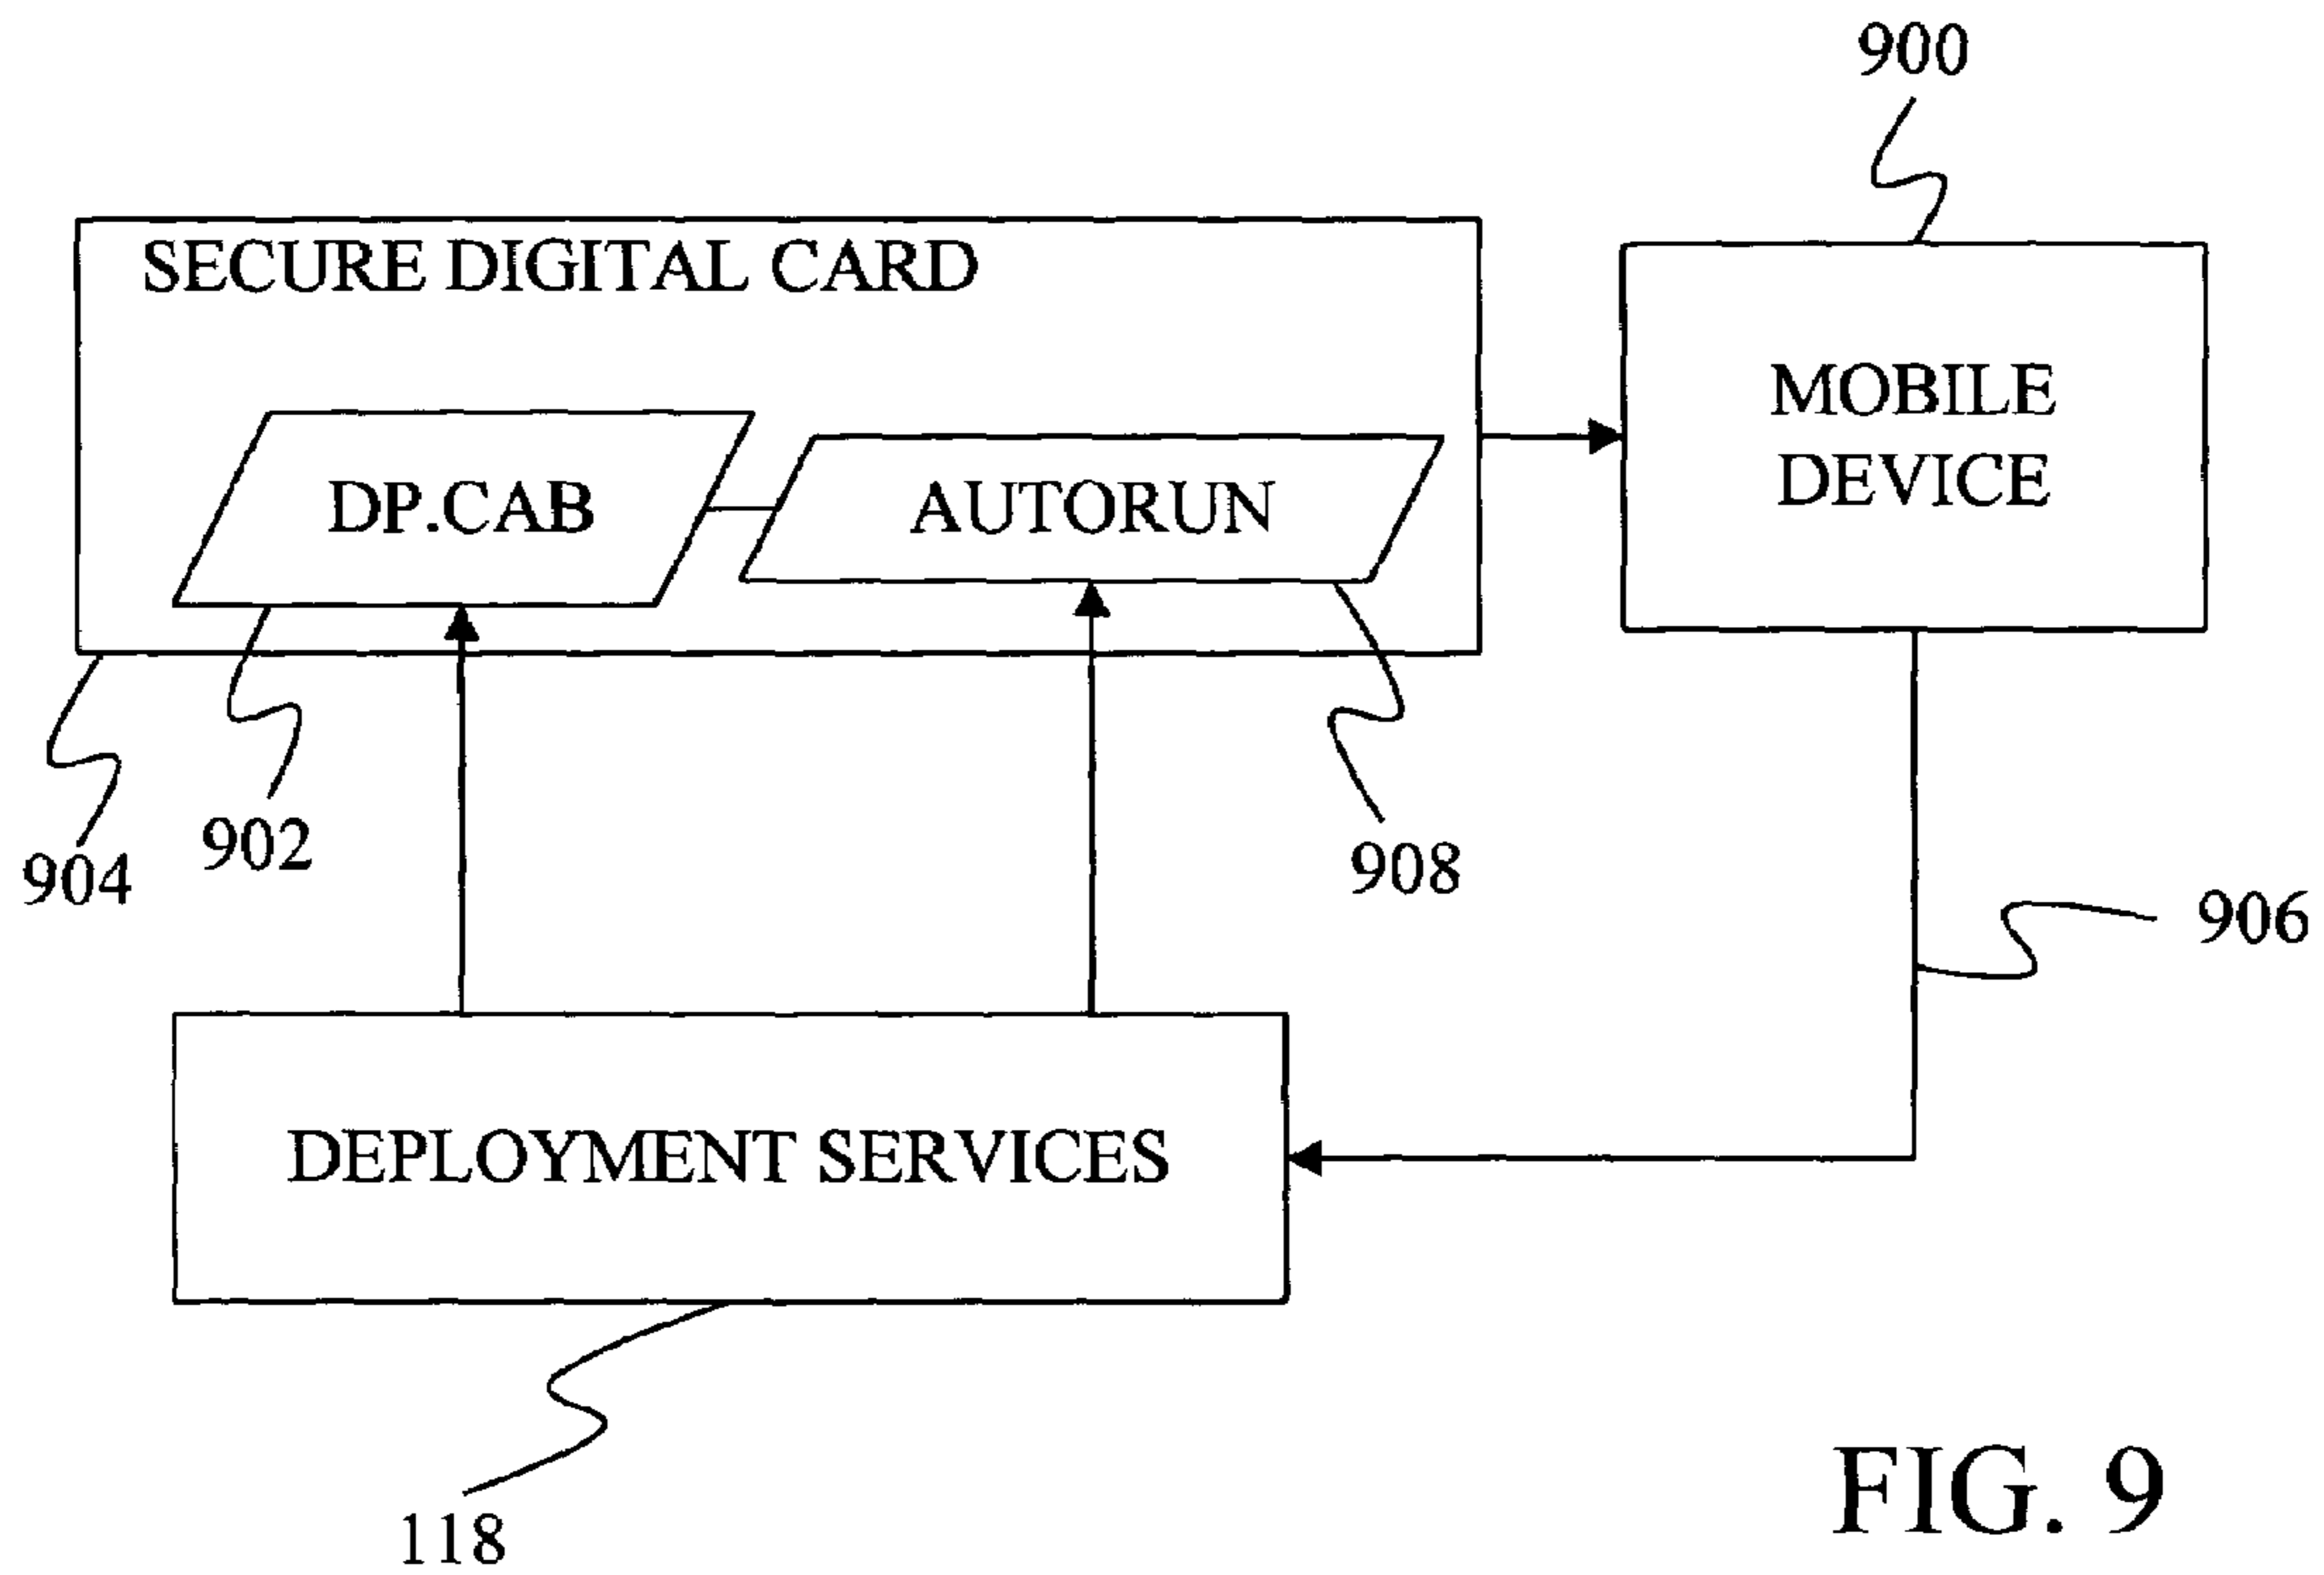 900
SECURE DIGITAL CARD
MOBILE
DEVICE
DP.CAB
AUTORUN
902
904
908
906
DEPLOYMENT SERVICES
118
FIG. 9